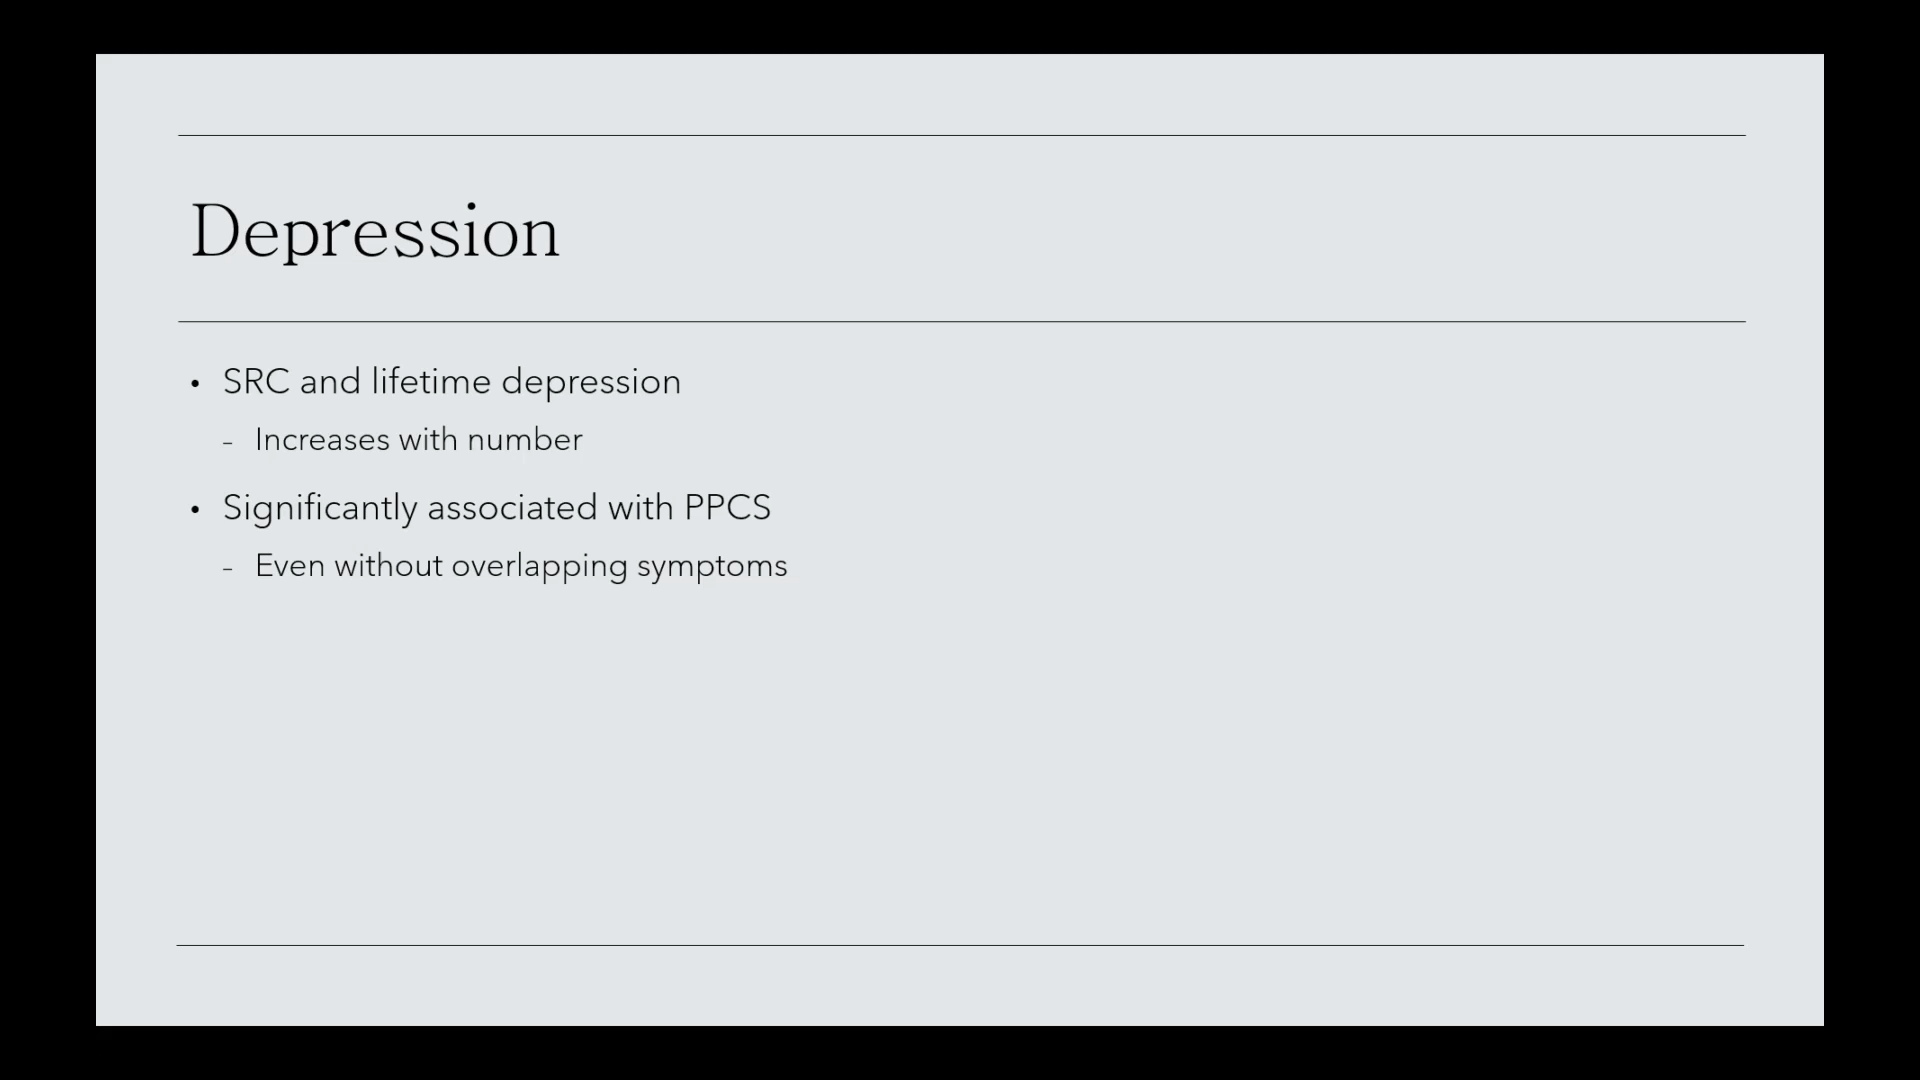 Depression
• SRC and lifetime depression
– Increases with number
• Significantly associated with PPCS
– Even without overlapping symptoms